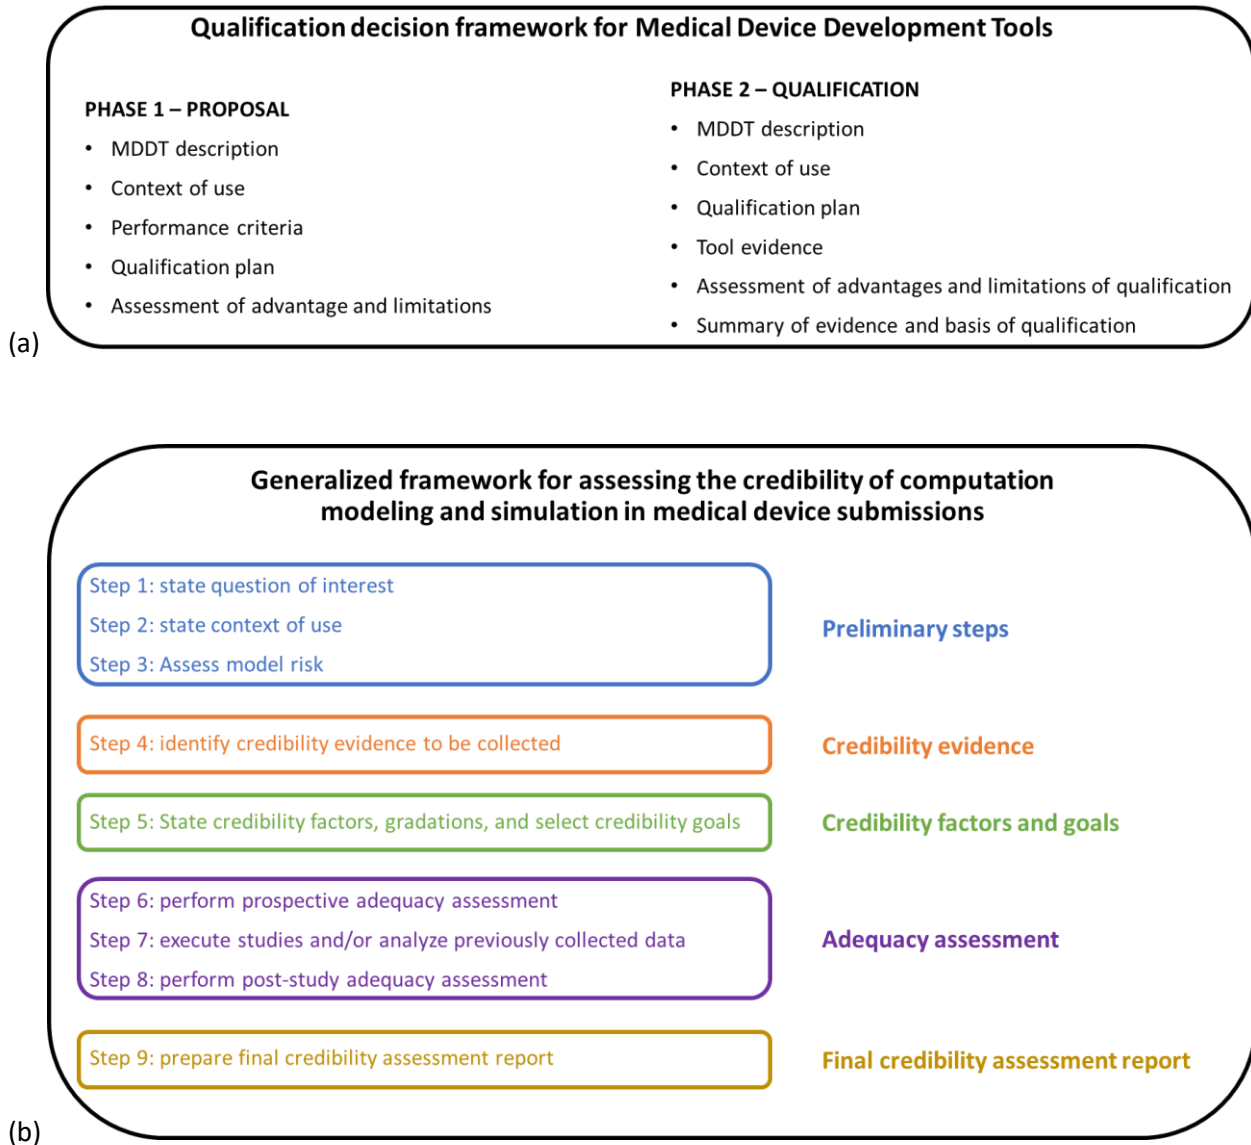 Qualification decision framework for Medical Device Development Tools
PHASE 1 – PROPOSAL
• MDDT description
• Context of use
• Performance criteria
• Qualification plan
• Assessment of advantage and limitations
PHASE 2 – QUALIFICATION
• MDDT description
• Context of use
• Qualification plan
• Tool evidence
• Assessment of advantages and limitations of qualification
• Summary of evidence and basis of qualification
(a)
Generalized framework for assessing the credibility of computation
modeling and simulation in medical device submissions
Step 1: state question of interest
Step 2: state context of use
Step 3: Assess model risk
Preliminary steps
Step 4: identify credibility evidence to be collected
Credibility evidence
Step 5: State credibility factors, gradations, and select credibility goals
Credibility factors and goals
Step 6: perform prospective adequacy assessment
Step 7: execute studies and/or analyze previously collected data
Step 8: perform post-study adequacy assessment
Adequacy assessment
Step 9: prepare final credibility assessment report
Final credibility assessment report
(b)